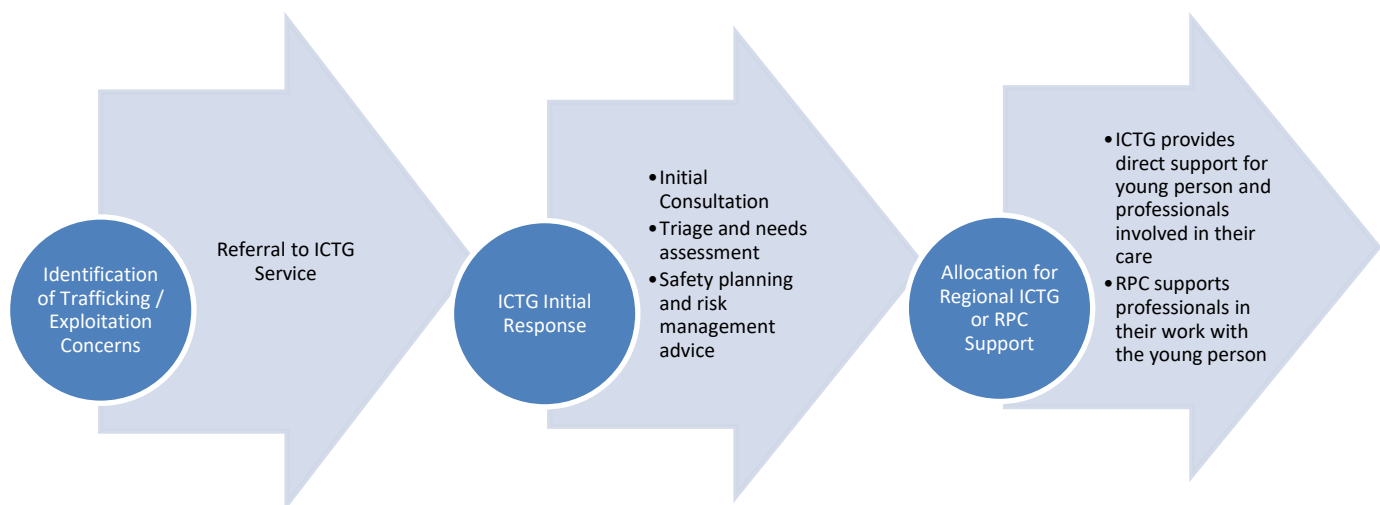 Identification
of Trafficking /
Exploitation
Concerns
Referral to ICTG
Service
ICTG Initial
Response
•Initial
Consultation
•Triage and needs
assessment
•Safety planning
and risk
management
advice
Allocation for
Regional ICTG
or RPC
Support
•ICTG provides
direct support for
young person and
professionals
involved in their
care
•RPC supports
professionals in
their work with
the young person